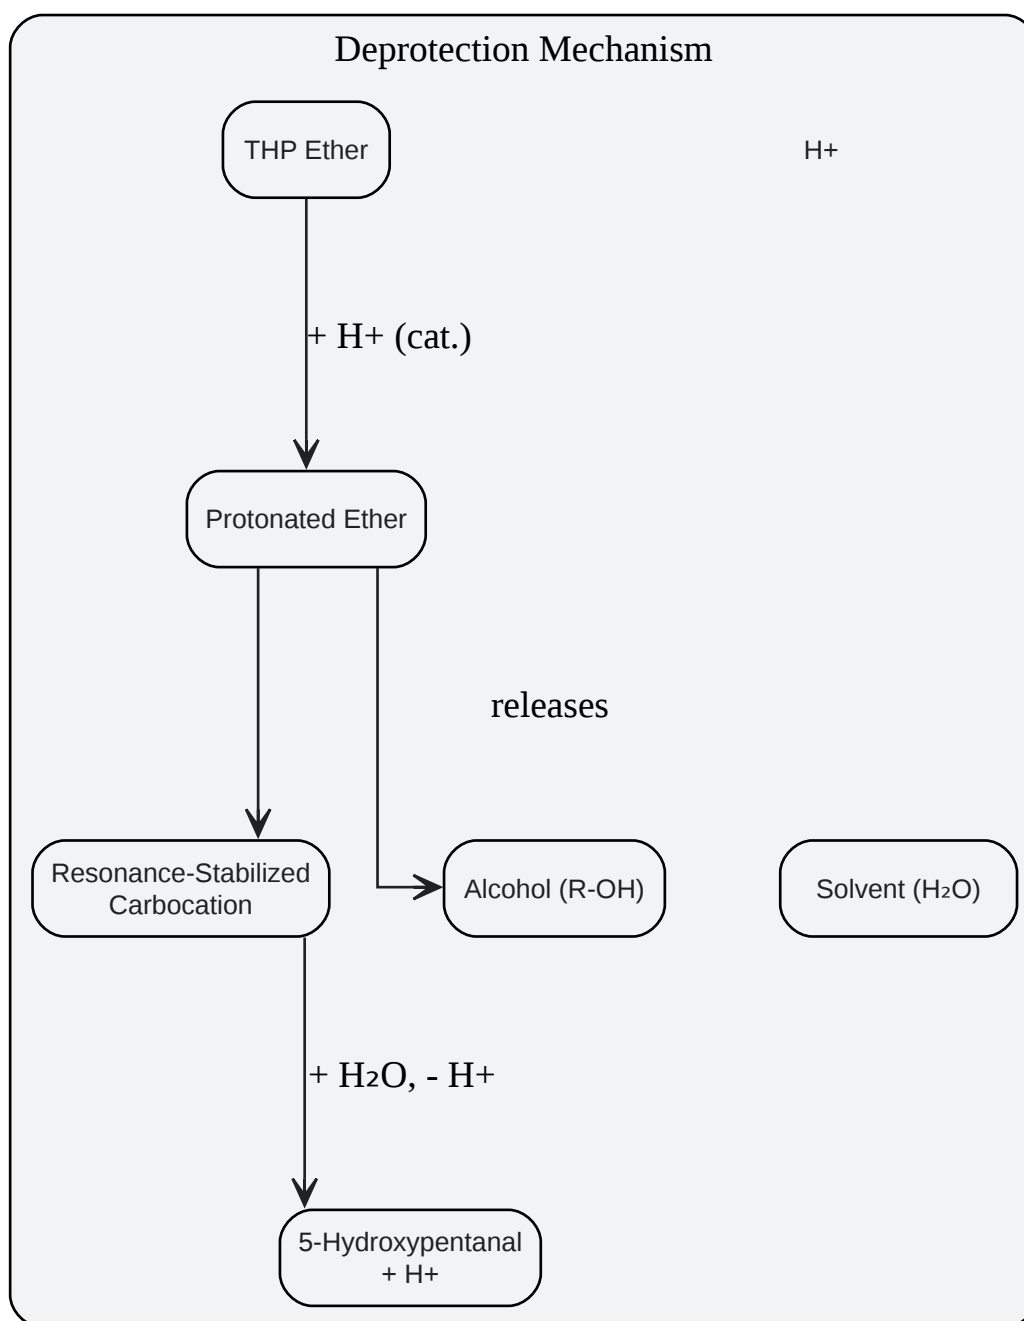 Deprotection Mechanism
THP Ether
H+
+ H+ (cat.)
Protonated Ether
releases
Resonance-Stabilized
Carbocation
Alcohol (R-OH)
Solvent (H₂O)
+ H₂O, - H+
5-Hydroxypentanal
+ H+